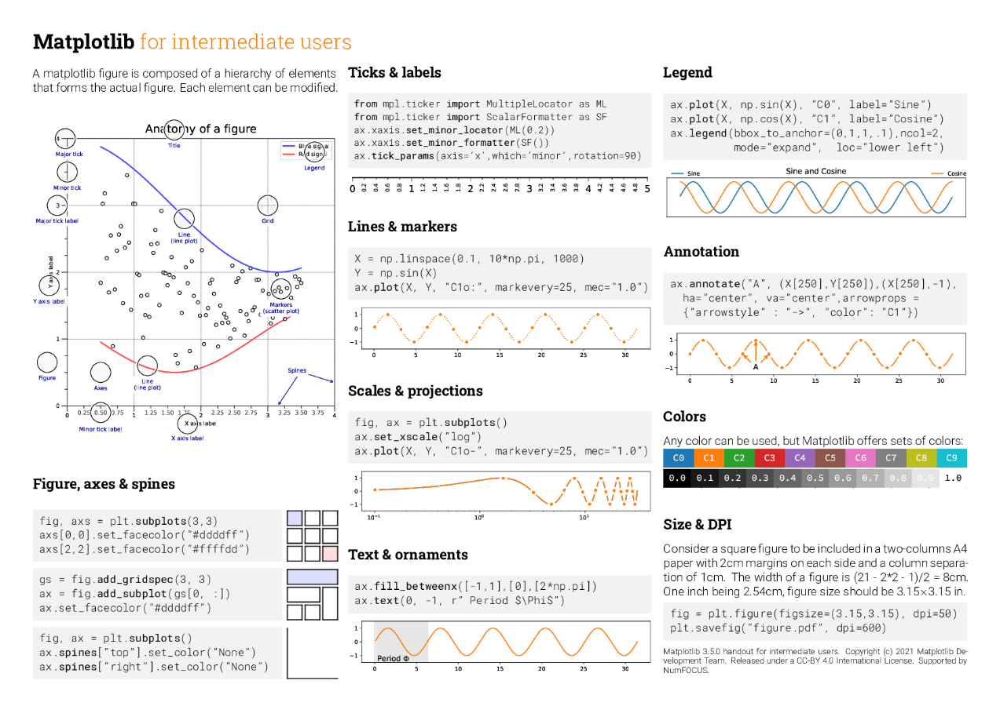 Matplotlib for intermediate users
A matplotlib figure is composed of a hierarchy of elements
that forms the actual figure. Each element can be modified.
Anatomy of a figure
4
Title
Blue signal
Red signal
Major tick
Legend
Minor tick
3
Major tick label
Grid
Line
(line plot)
Y axis label
2
Y axis label
Markers
(scatter plot)
1
Figure
Axes
Line
(line plot)
Spines
0
0 0.25 0.50 0.75 1 1.25 1.50 1.75 2 2.25 2.50 2.75 3 3.25 3.50 3.75 4
Minor tick label
X axis label
X axis label
Figure, axes & spines
fig, axs = plt.subplots(3,3)
axs[0,0].set_facecolor("#ddddff")
axs[2,2].set_facecolor("#ffffdd")
gs = fig.add_gridspec(3, 3)
ax = fig.add_subplot(gs[0, :])
ax.set_facecolor("#ddddff")
fig, ax = plt.subplots()
ax.spines["top"].set_color("None")
ax.spines["right"].set_color("None")
Ticks & labels
from mpl.ticker import MultipleLocator as ML
from mpl.ticker import ScalarFormatter as SF
ax.xaxis.set_minor_locator(ML(0.2))
ax.xaxis.set_minor_formatter(SF())
ax.tick_params(axis='x',which='minor',rotation=90)
0 0.2 0.4 0.6 0.8 1 1.2 1.4 1.6 1.8 2 2.2 2.4 2.6 2.8 3 3.2 3.4 3.6 3.8 4 4.2 4.4 4.6 4.8 5
Lines & markers
X = np.linspace(0.1, 10*np.pi, 1000)
Y = np.sin(X)
ax.plot(X, Y, "C1o:", markevery=25, mec="1.0")
1
0
−1
0 5 10 15 20 25 30
Scales & projections
fig, ax = plt.subplots()
ax.set_xscale("log")
ax.plot(X, Y, "C1o-", markevery=25, mec="1.0")
1
0
−1
10⁻¹ 10⁰ 10¹
Text & ornaments
ax.fill_betweenx([-1,1],[0],[2*np.pi])
ax.text(0, -1, r" Period $\Phi$")
1
0
−1
Period Φ
0 5 10 15 20 25 30
Legend
ax.plot(X, np.sin(X), "C0", label="Sine")
ax.plot(X, np.cos(X), "C1", label="Cosine")
ax.legend(bbox_to_anchor=(0,1,1,.1),ncol=2,
mode="expand", loc="lower left")
Sine Sine and Cosine Cosine
Annotation
ax.annotate("A", (X[250],Y[250]),(X[250],-1),
ha="center", va="center",arrowprops =
{"arrowstyle" : "->", "color": "C1"})
1
0
−1
A
0 5 10 15 20 25 30
Colors
Any color can be used, but Matplotlib offers sets of colors:
C0 C1 C2 C3 C4 C5 C6 C7 C8 C9
0.0 0.1 0.2 0.3 0.4 0.5 0.6 0.7 0.8 0.9 1.0
Size & DPI
Consider a square figure to be included in a two-columns A4
paper with 2cm margins on each side and a column separa-
tion of 1cm. The width of a figure is (21 - 2*2 - 1)/2 = 8cm.
One inch being 2.54cm, figure size should be 3.15×3.15 in.
fig = plt.figure(figsize=(3.15,3.15), dpi=50)
plt.savefig("figure.pdf", dpi=600)
Matplotlib 3.5.0 handout for intermediate users. Copyright (c) 2021 Matplotlib De-
velopment Team. Released under a CC-BY 4.0 International License. Supported by
NumFOCUS.